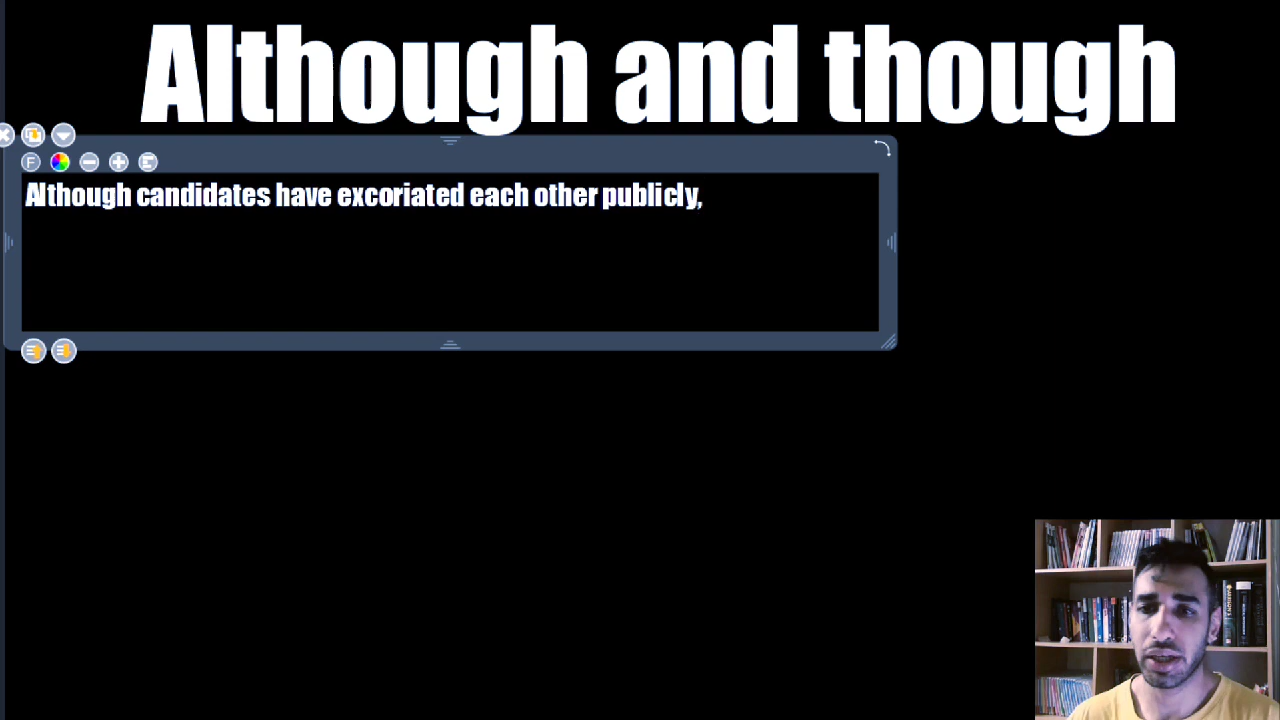 Although and though
F
Although candidates have excoriated each other publicly,